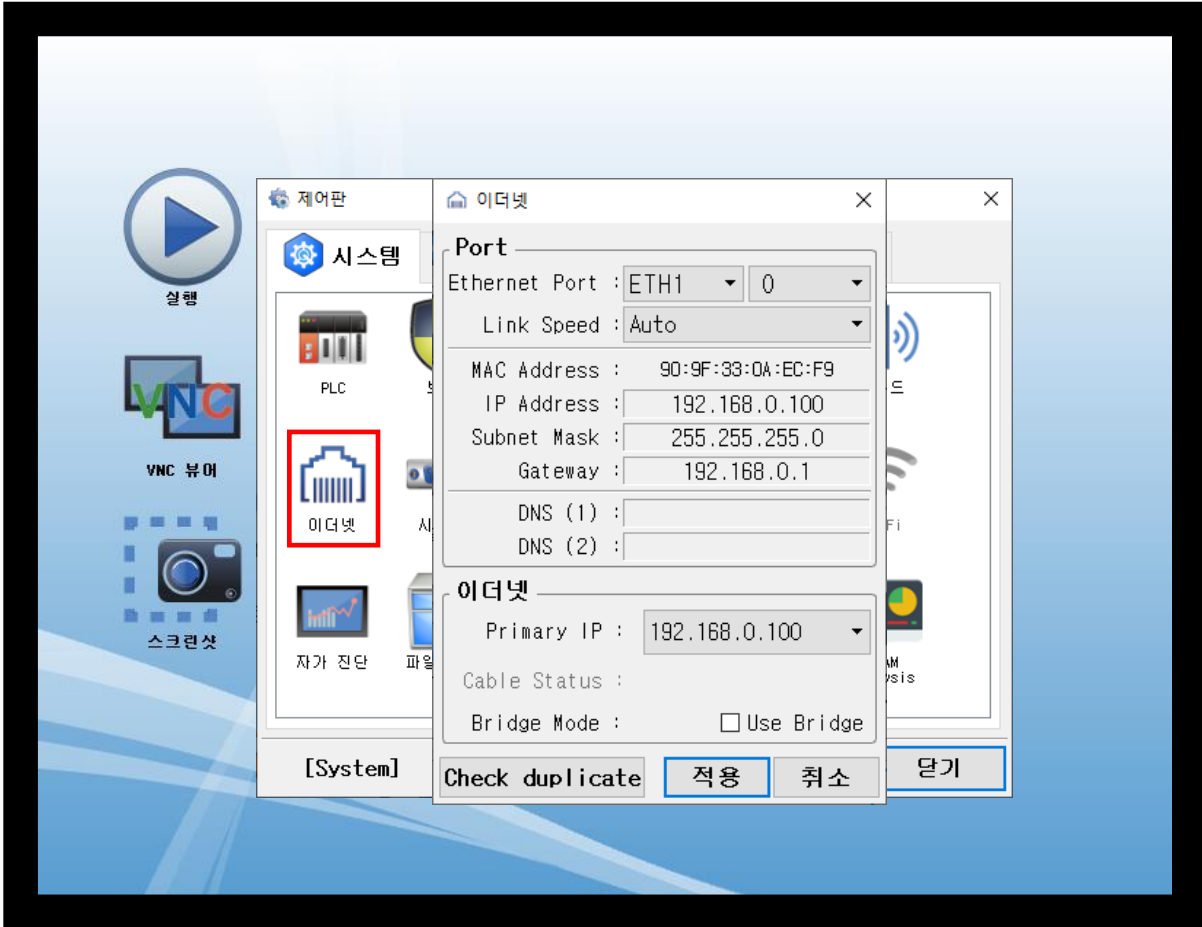 제어판
이더넷
시스템
Port
Ethernet Port : ETH1 0
Link Speed : Auto
MAC Address : 90:9F:33:0A:EC:F9
IP Address : 192.168.0.100
Subnet Mask : 255.255.255.0
Gateway : 192.168.0.1
DNS (1) :
DNS (2) :
이더넷
Primary IP : 192.168.0.100
Cable Status :
Bridge Mode : Use Bridge
Check duplicate 적용 취소
실행
VNC
VNC 뷰어
스크린샷
PLC
이더넷
자가 진단
파일
드
Fi
[System]
닫기